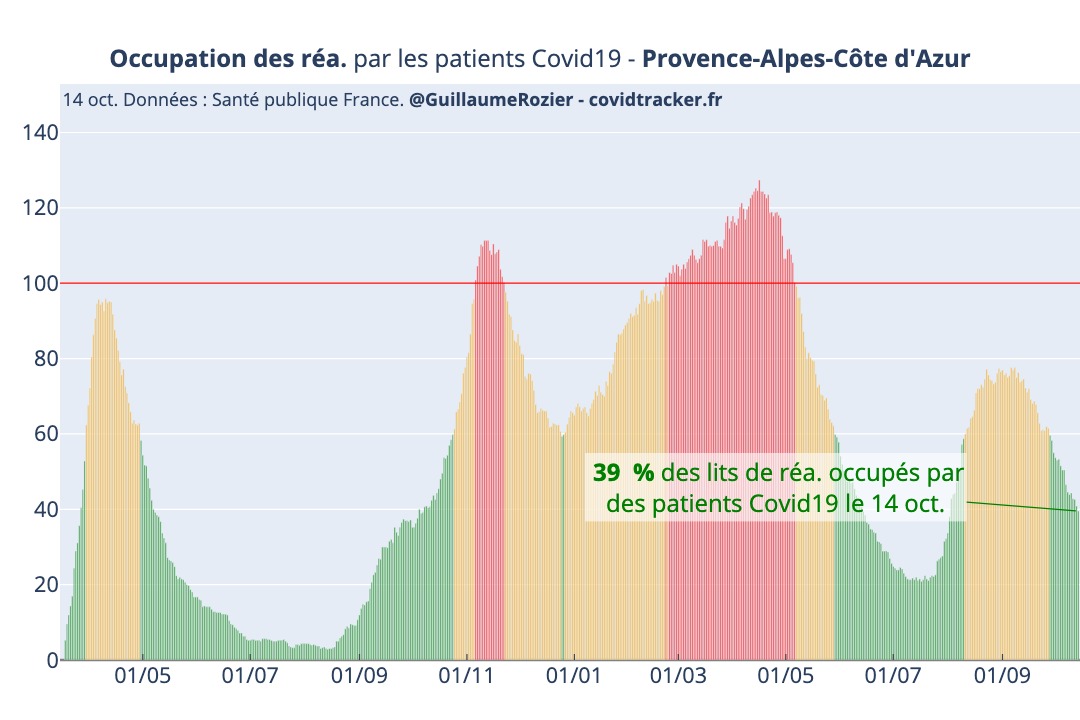 Occupation des réa. par les patients Covid19 - Provence-Alpes-Côte d'Azur
14 oct. Données : Santé publique France. @GuillaumeRozier - covidtracker.fr
140
120
100
80
60
40
20
0
39 % des lits de réa. occupés par
des patients Covid19 le 14 oct.
01/05 01/07 01/09 01/11 01/01 01/03 01/05 01/07 01/09